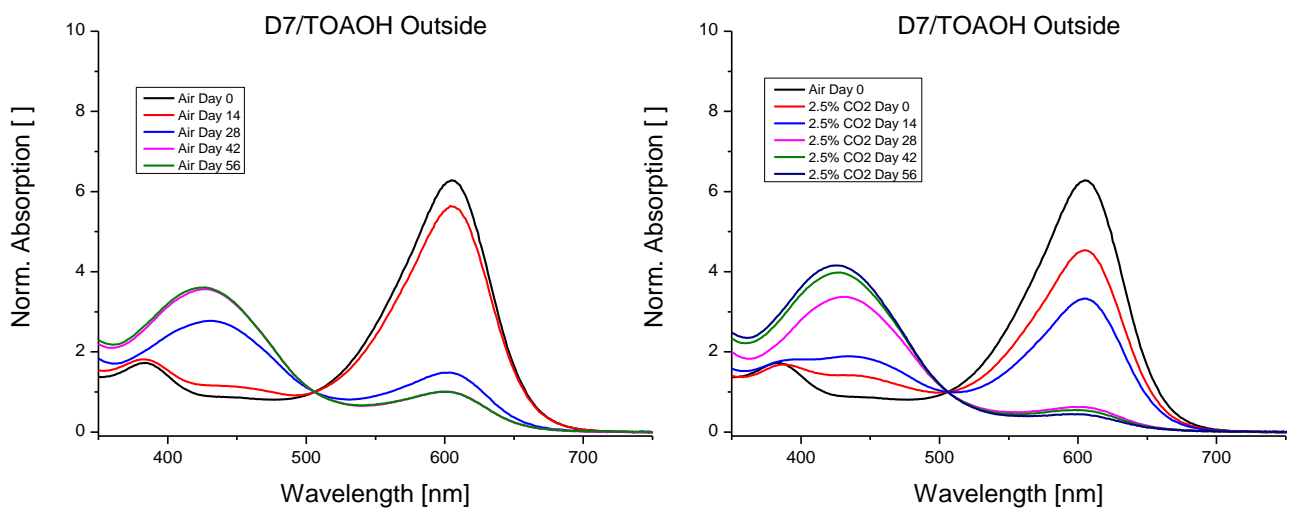 D7/TOAOH Outside
10
8
6
4
2
0
Norm. Absorption [ ]
Air Day 0
Air Day 14
Air Day 28
Air Day 42
Air Day 56
400
500
600
700
Wavelength [nm]
D7/TOAOH Outside
10
8
6
4
2
0
Norm. Absorption [ ]
Air Day 0
2.5% CO2 Day 0
2.5% CO2 Day 14
2.5% CO2 Day 28
2.5% CO2 Day 42
2.5% CO2 Day 56
400
500
600
700
Wavelength [nm]